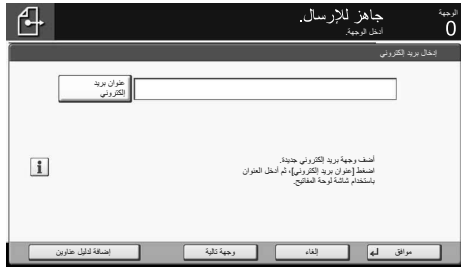 جاهز للإرسال.
أدخل الوجهة.
الوجهة
0
إدخال بريد إلكتروني
عنوان بريد
إلكتروني
أضف وجهة بريد إلكتروني جديدة.
اضغط [عنوان بريد إلكتروني]، ثم أدخل العنوان
باستخدام شاشة لوحة المفاتيح.
موافق
إلغاء
وجهة تالية
إضافة لدليل عناوين